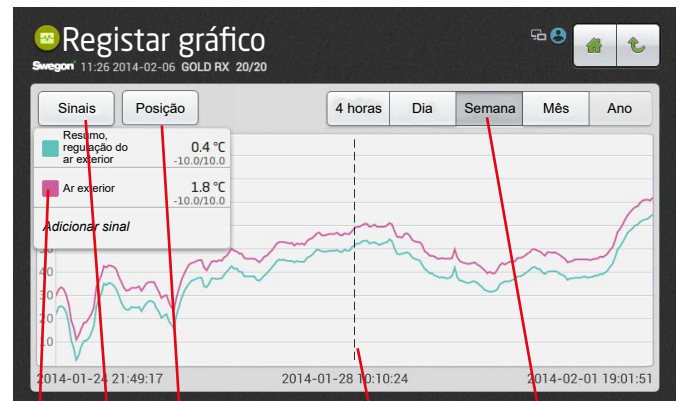 Registar gráfico
Swegon 11:26 2014-02-06 GOLD RX 20/20
Sinais Posição 4 horas Dia Semana Mês Ano
Resumo,
regulação do
ar exterior
0.4 °C
-10.0/10.0
Ar exterior 1.8 °C
-10.0/10.0
Adicionar sinal
40
30
20
10
2014-01-24 21:49:17 2014-01-28 10:10:24 2014-02-01 19:01:51